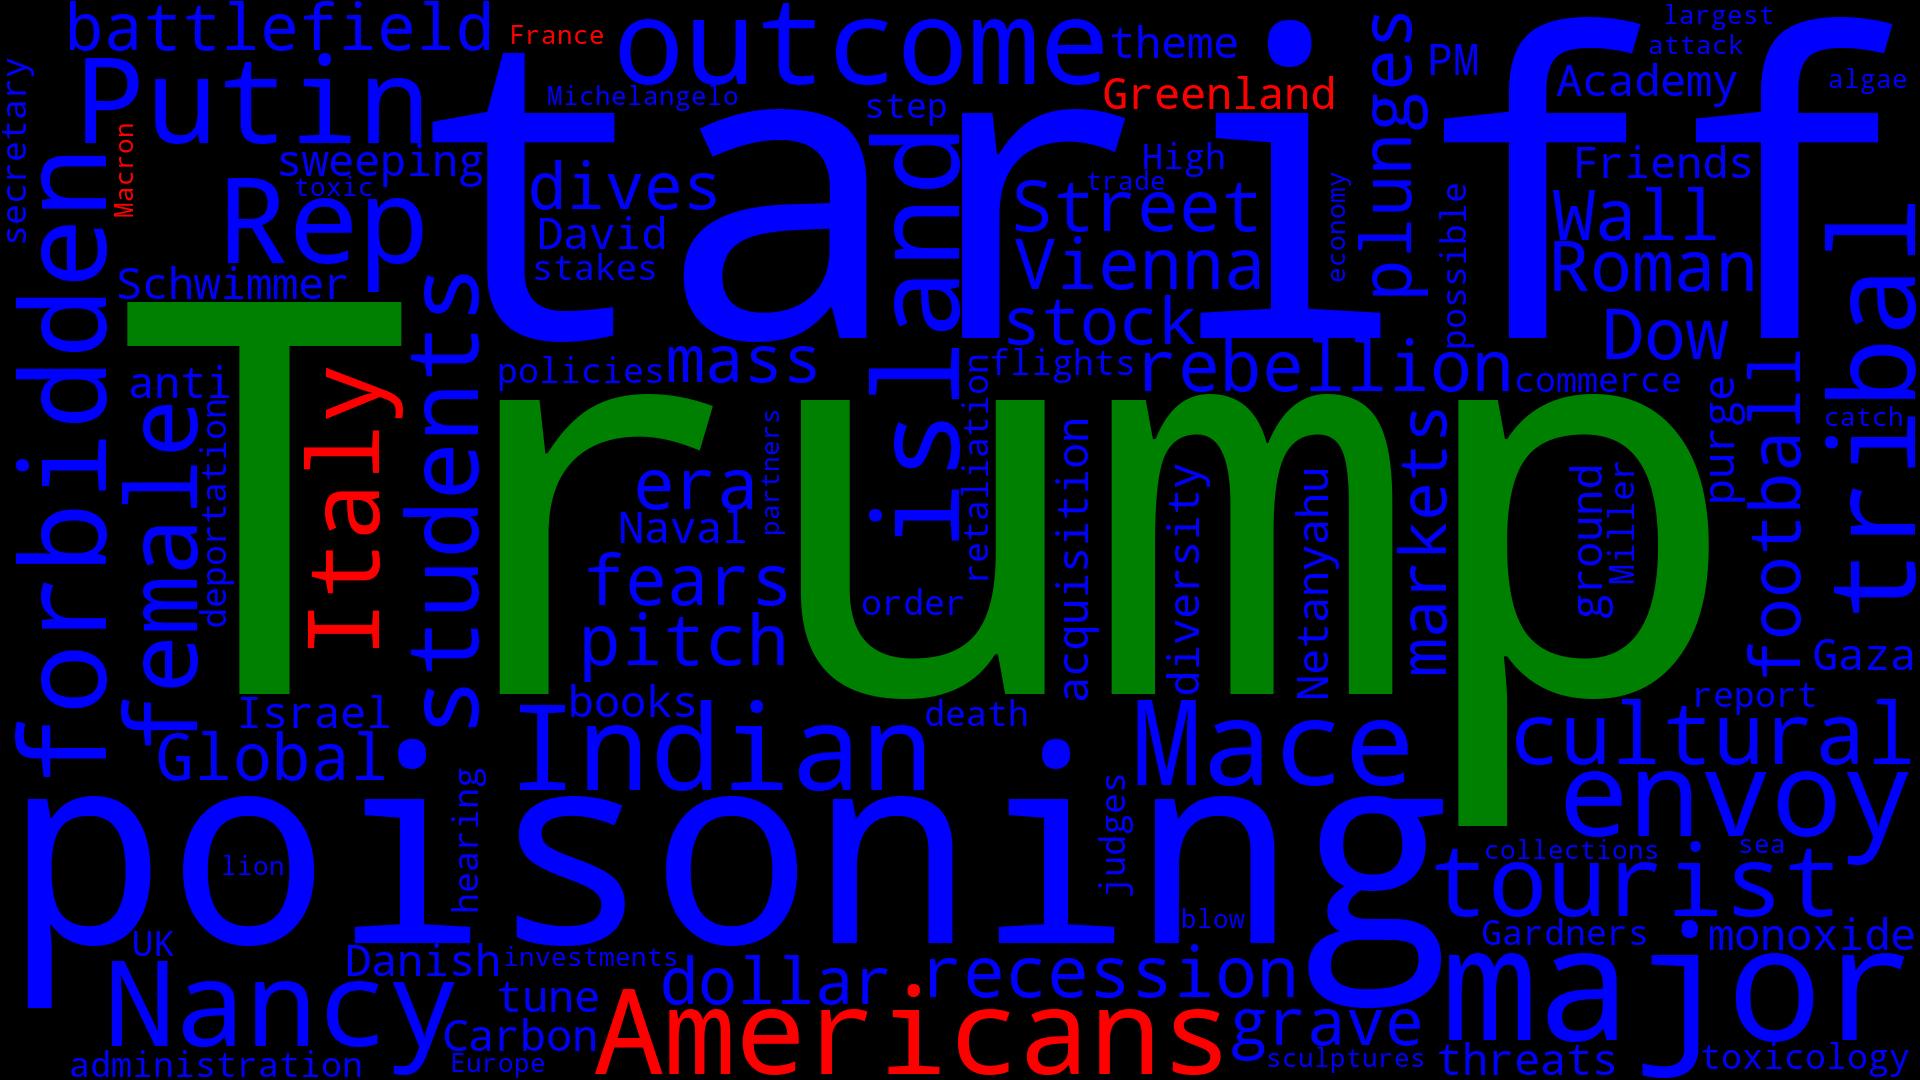 battlefield
France
outcome
theme
largest
attack
secretary
Putin
tariff
Michelangelo
step
Greenland
plunges
PM
Academy
algae
Macron
sweeping
toxic
Rep
dives
David
stakes
island
High
trade
Street
Vienna
economy
possible
Friends
Wall
Roman
tribal
forbidden
Schwimmer
students
stock
Dow
Trump
policies
mass
flights
rebellion
commerce
anti
female
deportation
Italy
era
Naval
partners
retaliation
fears
pitch
order
acquisition
diversity
Netanyahu
markets
ground
Miller
purge
football
catch
Gaza
Israel
Global
books
Indian
death
Mace
report
cultural
envoy
poisoning
lion
hearing
judges
blow
collections
sea
tourist
UK
Nancy
Danish
investments
dollar
recession
Gardners
monoxide
major
tune
Carbon
Americans
grave
administration
Europe
sculptures
threats
toxicology